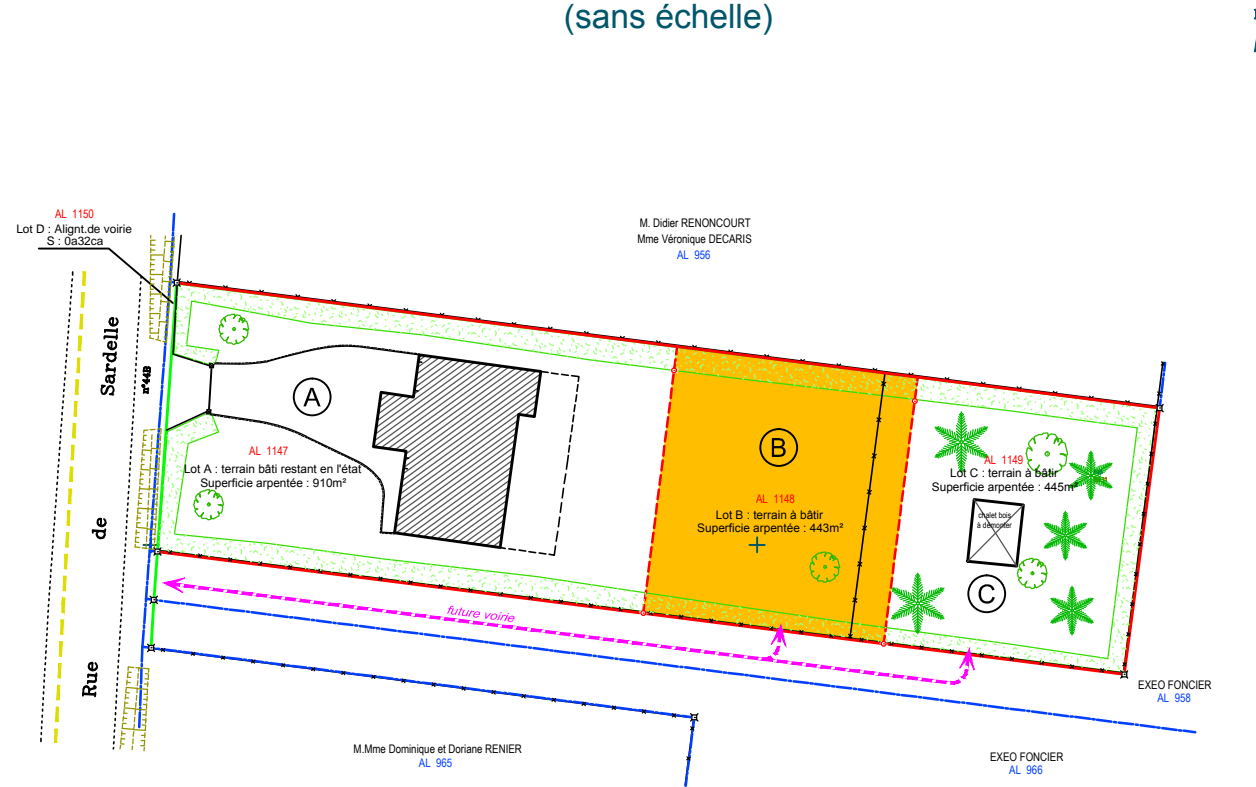 (sans échelle)
AL 1150
Lot D : Alignt.de voirie
S : 0a32ca
M. Didier RENONCOURT
Mme Véronique DECARIS
AL 956
Rue de Sardelle
n°44B
A
AL 1147
Lot A : terrain bâti restant en l'état
Superficie arpentée : 910m²
B
AL 1148
Lot B : terrain à bâtir
Superficie arpentée : 443m²
AL 1149
Lot C : terrain à bâtir
Superficie arpentée : 445m²
chalet bois
à démonter
C
future voirie
EXEO FONCIER
AL 958
M.Mme Dominique et Doriane RENIER
AL 965
EXEO FONCIER
AL 966